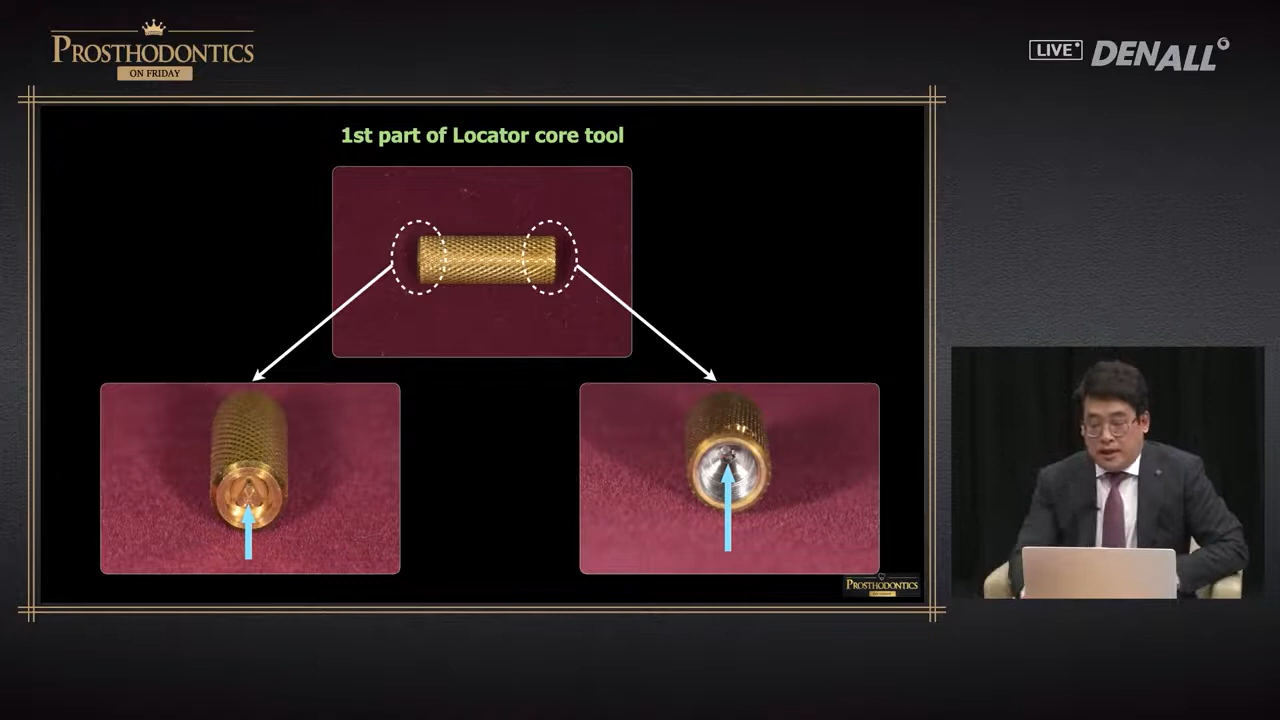 PROSTHODONTICS
ON FRIDAY
LIVE
DENALL
1st part of Locator core tool
PROSTHODONTICS